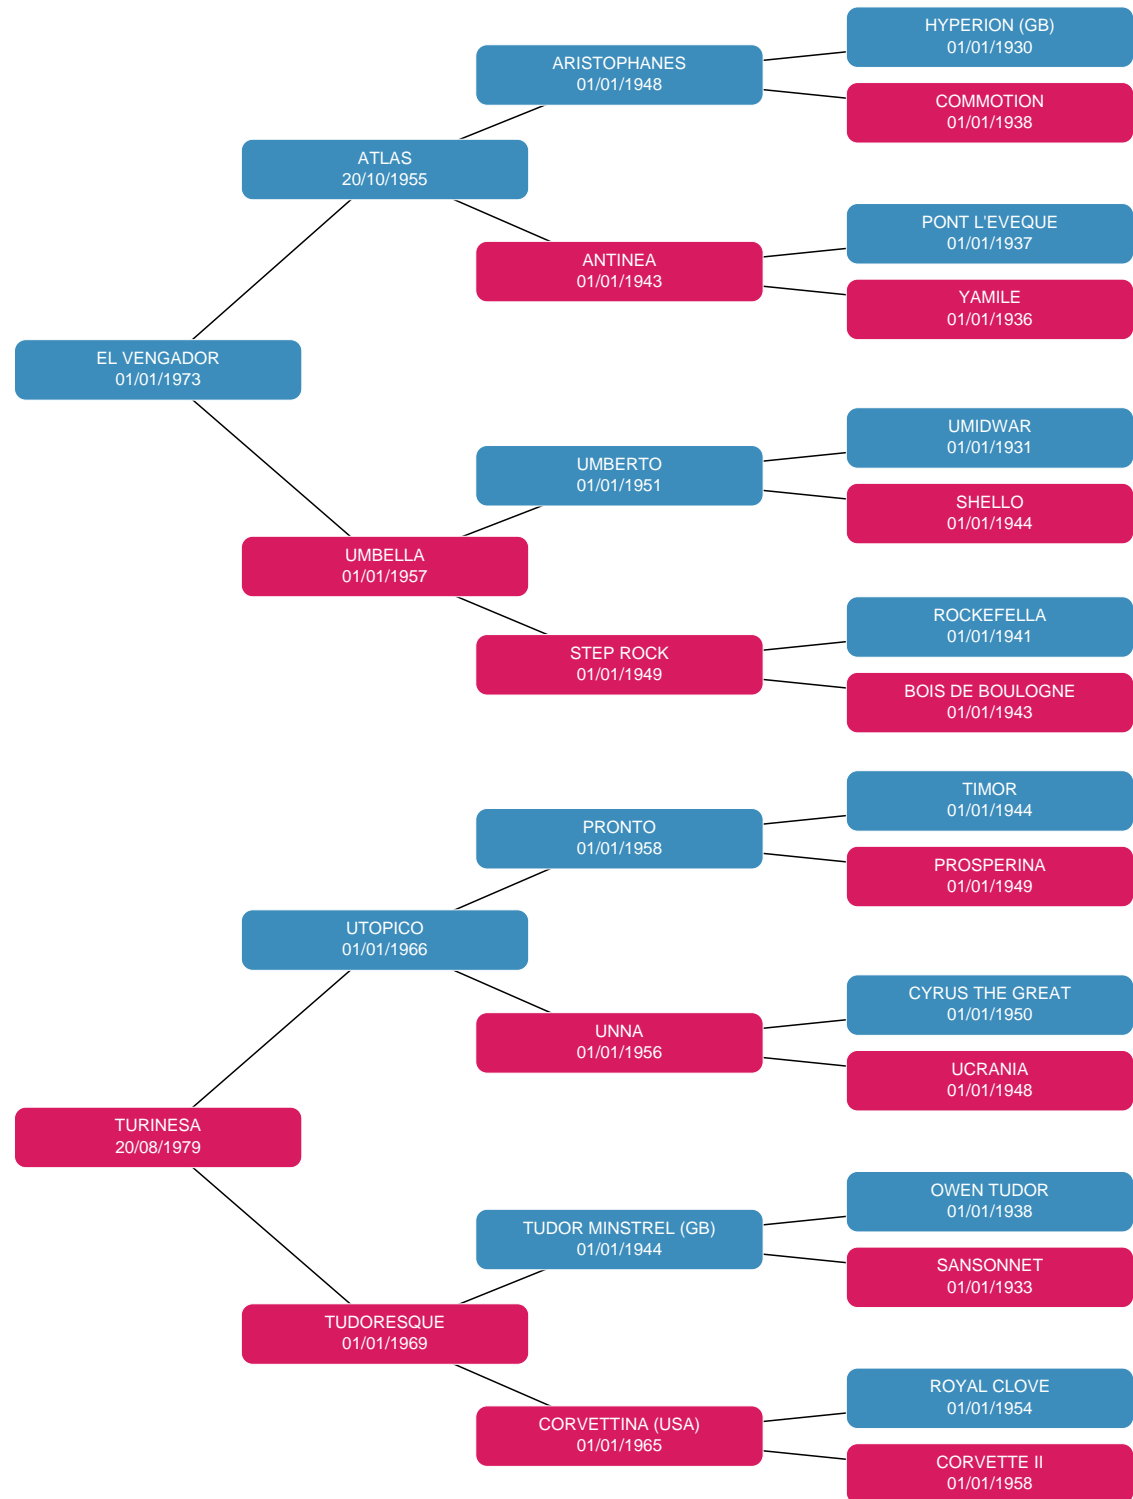 HYPERION (GB)
01/01/1930
ARISTOPHANES
01/01/1948
COMMOTION
01/01/1938
ATLAS
20/10/1955
PONT L'EVEQUE
01/01/1937
ANTINEA
01/01/1943
YAMILE
01/01/1936
EL VENGADOR
01/01/1973
UMIDWAR
01/01/1931
UMBERTO
01/01/1951
SHELLO
01/01/1944
UMBELLA
01/01/1957
ROCKEFELLA
01/01/1941
STEP ROCK
01/01/1949
BOIS DE BOULOGNE
01/01/1943
TIMOR
01/01/1944
PRONTO
01/01/1958
PROSPERINA
01/01/1949
UTOPICO
01/01/1966
CYRUS THE GREAT
01/01/1950
UNNA
01/01/1956
UCRANIA
01/01/1948
TURINESA
20/08/1979
OWEN TUDOR
01/01/1938
TUDOR MINSTREL (GB)
01/01/1944
SANSONNET
01/01/1933
TUDORESQUE
01/01/1969
ROYAL CLOVE
01/01/1954
CORVETTINA (USA)
01/01/1965
CORVETTE II
01/01/1958